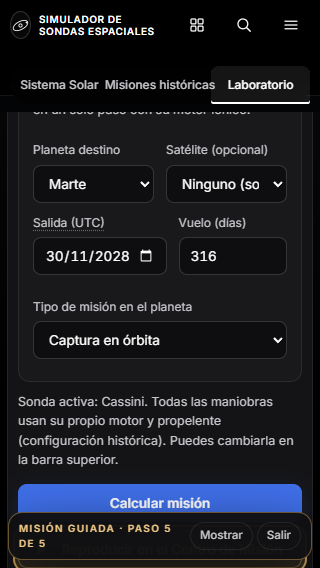 SIMULADOR DE
SONDAS ESPACIALES
Sistema Solar Misiones históricas Laboratorio
Planeta destino Satélite (opcional)
Marte Ninguno (so
Salida (UTC) Vuelo (días)
30/11/2028 316
Tipo de misión en el planeta
Captura en órbita
Sonda activa: Cassini. Todas las maniobras
usan su propio motor y propelente
(configuración histórica). Puedes cambiarla en
la barra superior.
Calcular misión
MISIÓN GUIADA · PASO 5
DE 5
Mostrar Salir